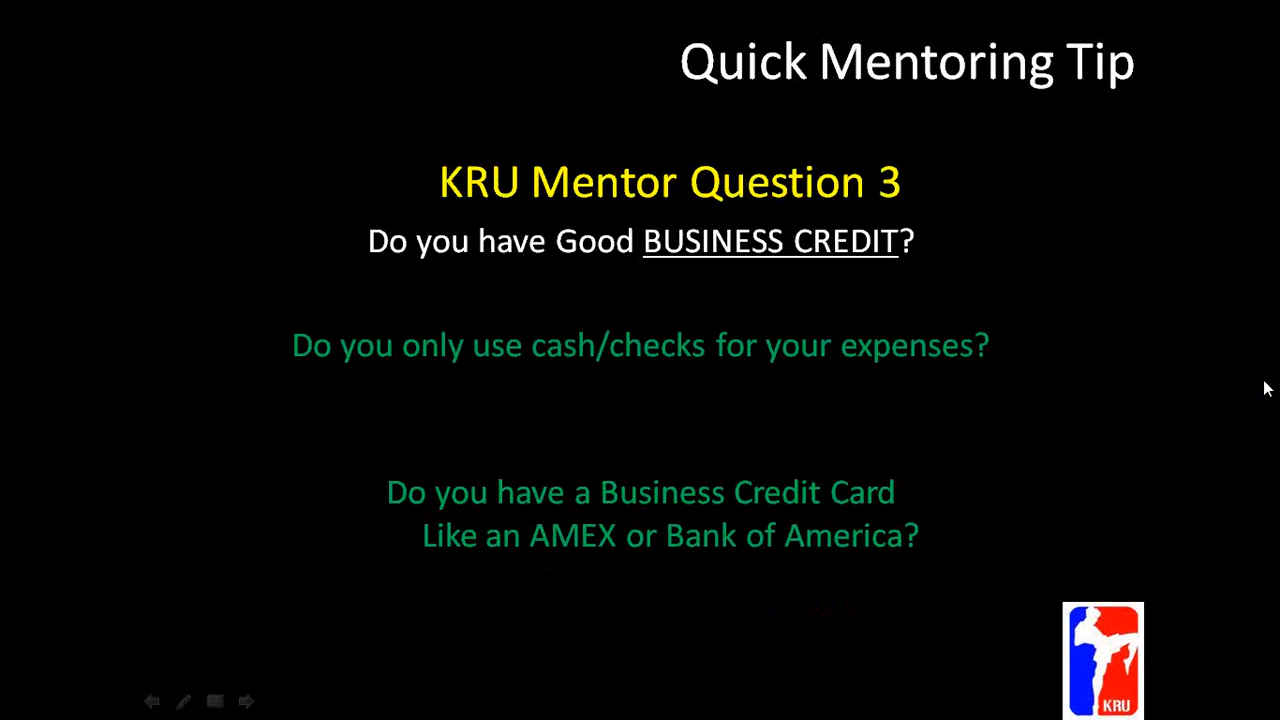 Quick Mentoring Tip
KRU Mentor Question 3
Do you have Good BUSINESS CREDIT?
Do you only use cash/checks for your expenses?
Do you have a Business Credit Card
Like an AMEX or Bank of America?
KRU